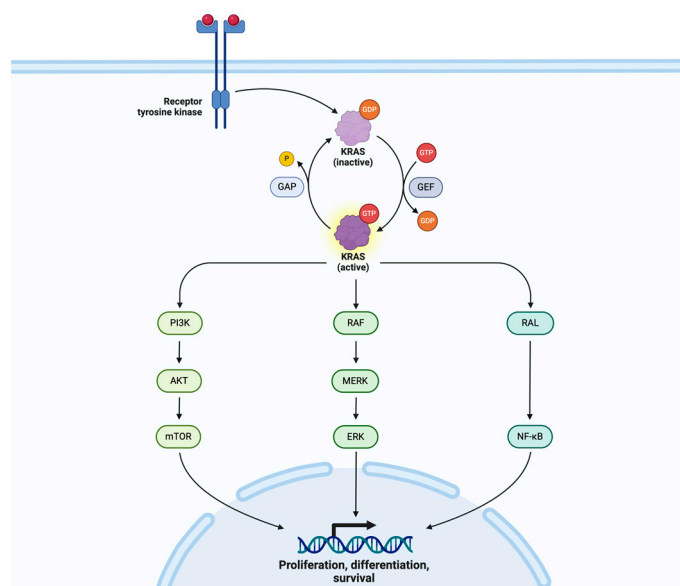 Receptor
tyrosine kinase
GDP
KRAS
(inactive)
P
GTP
GAP
GEF
GTP
GDP
KRAS
(active)
PI3K
RAF
RAL
AKT
MERK
mTOR
ERK
NF-κB
Proliferation, differentiation,
survival